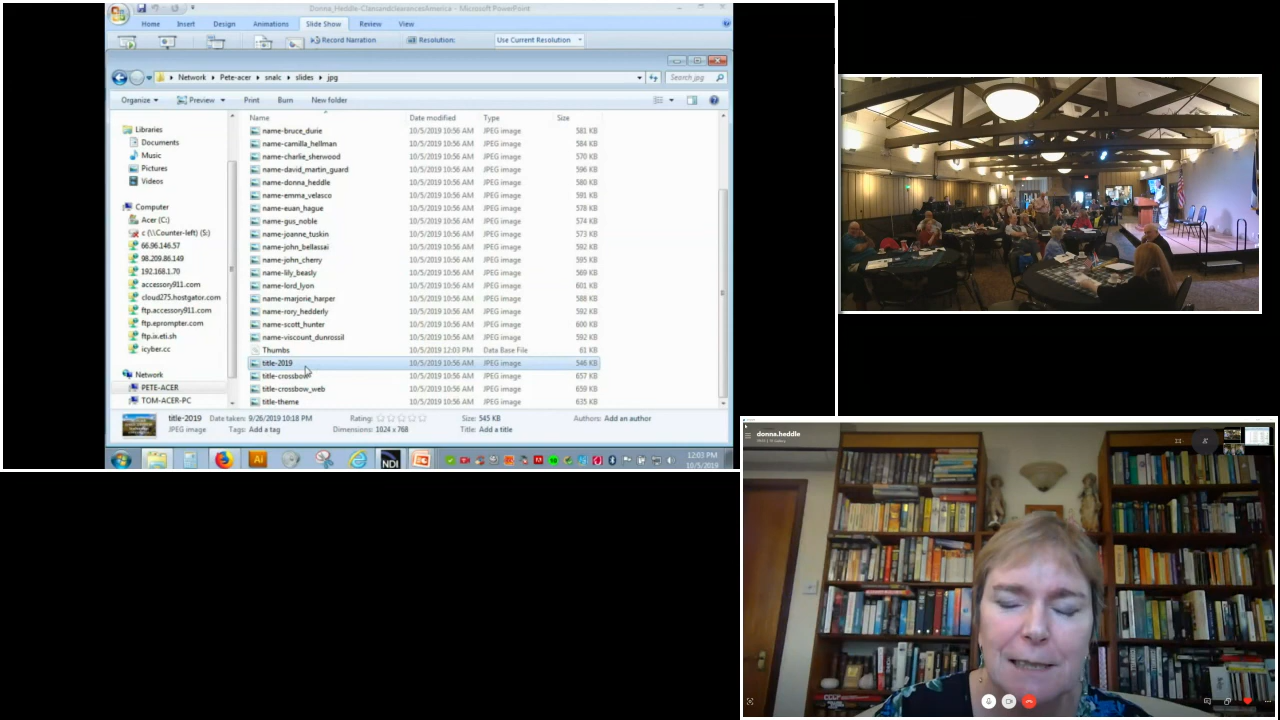 Donna_Heddle-ClansandclearancesAmerica - Microsoft PowerPoint
Home Insert Design Animations Slide Show Review View
Record Narration Resolution: Use Current Resolution
Network Pete-acer snalc slides jpg Search jpg
Organize Preview Print Burn New folder
Libraries
Documents
Music
Pictures
Videos
Computer
Acer (C:)
c (\\Counter-left) (S:)
66.96.146.57
98.209.86.149
192.168.1.70
accessory911.com
cloud275.hostgator.com
ftp.accessory911.com
ftp.eprompter.com
ftp.ix.eti.sh
icyber.cc
Network
PETE-ACER
TOM-ACER-PC
Name Date modified Type Size
name-bruce_durie 10/5/2019 10:56 AM JPEG image 581 KB
name-camilla_hellman 10/5/2019 10:56 AM JPEG image 584 KB
name-charlie_sherwood 10/5/2019 10:56 AM JPEG image 570 KB
name-david_martin_guard 10/5/2019 10:56 AM JPEG image 596 KB
name-donna_heddle 10/5/2019 10:56 AM JPEG image 580 KB
name-emma_velasco 10/5/2019 10:56 AM JPEG image 591 KB
name-euan_hague 10/5/2019 10:56 AM JPEG image 578 KB
name-gus_noble 10/5/2019 10:56 AM JPEG image 574 KB
name-joanne_tuskin 10/5/2019 10:56 AM JPEG image 573 KB
name-john_bellassai 10/5/2019 10:56 AM JPEG image 592 KB
name-john_cherry 10/5/2019 10:56 AM JPEG image 595 KB
name-lily_beasly 10/5/2019 10:56 AM JPEG image 569 KB
name-lord_lyon 10/5/2019 10:56 AM JPEG image 601 KB
name-marjorie_harper 10/5/2019 10:56 AM JPEG image 588 KB
name-rory_hedderly 10/5/2019 10:56 AM JPEG image 592 KB
name-scott_hunter 10/5/2019 10:56 AM JPEG image 600 KB
name-viscount_dunrossil 10/5/2019 10:56 AM JPEG image 592 KB
Thumbs 10/5/2019 12:03 PM Data Base File 61 KB
title-2019 10/5/2019 10:56 AM JPEG image 546 KB
title-crossbow 10/5/2019 10:56 AM JPEG image 657 KB
title-crossbow_web 10/5/2019 10:56 AM JPEG image 659 KB
title-theme 10/5/2019 10:56 AM JPEG image 635 KB
title-2019 Date taken: 9/26/2019 10:18 PM Rating: Size: 545 KB Authors: Add an author
JPEG image Tags: Add a tag Dimensions: 1024 x 768 Title: Add a title
Ai NDI
12:03 PM
10/5/2019
donna.heddle